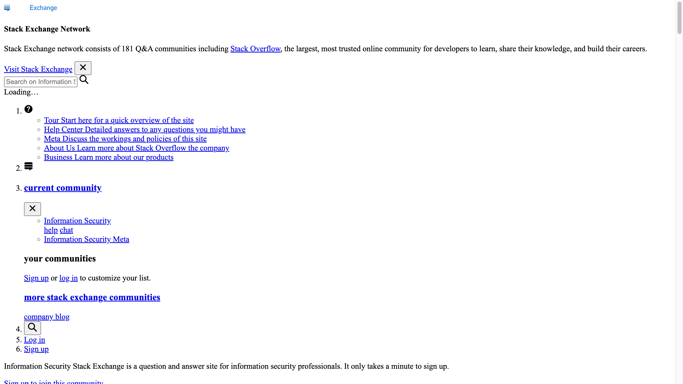 Exchange
Stack Exchange Network
Stack Exchange network consists of 181 Q&A communities including Stack Overflow, the largest, most trusted online community for developers to learn, share their knowledge, and build their careers.
Visit Stack Exchange
Search on Information S
Loading…
1.
Tour Start here for a quick overview of the site
Help Center Detailed answers to any questions you might have
Meta Discuss the workings and policies of this site
About Us Learn more about Stack Overflow the company
Business Learn more about our products
2.
3. current community
Information Security
help chat
Information Security Meta
your communities
Sign up or log in to customize your list.
more stack exchange communities
company blog
4.
5. Log in
6. Sign up
Information Security Stack Exchange is a question and answer site for information security professionals. It only takes a minute to sign up.
Sign up to join this community